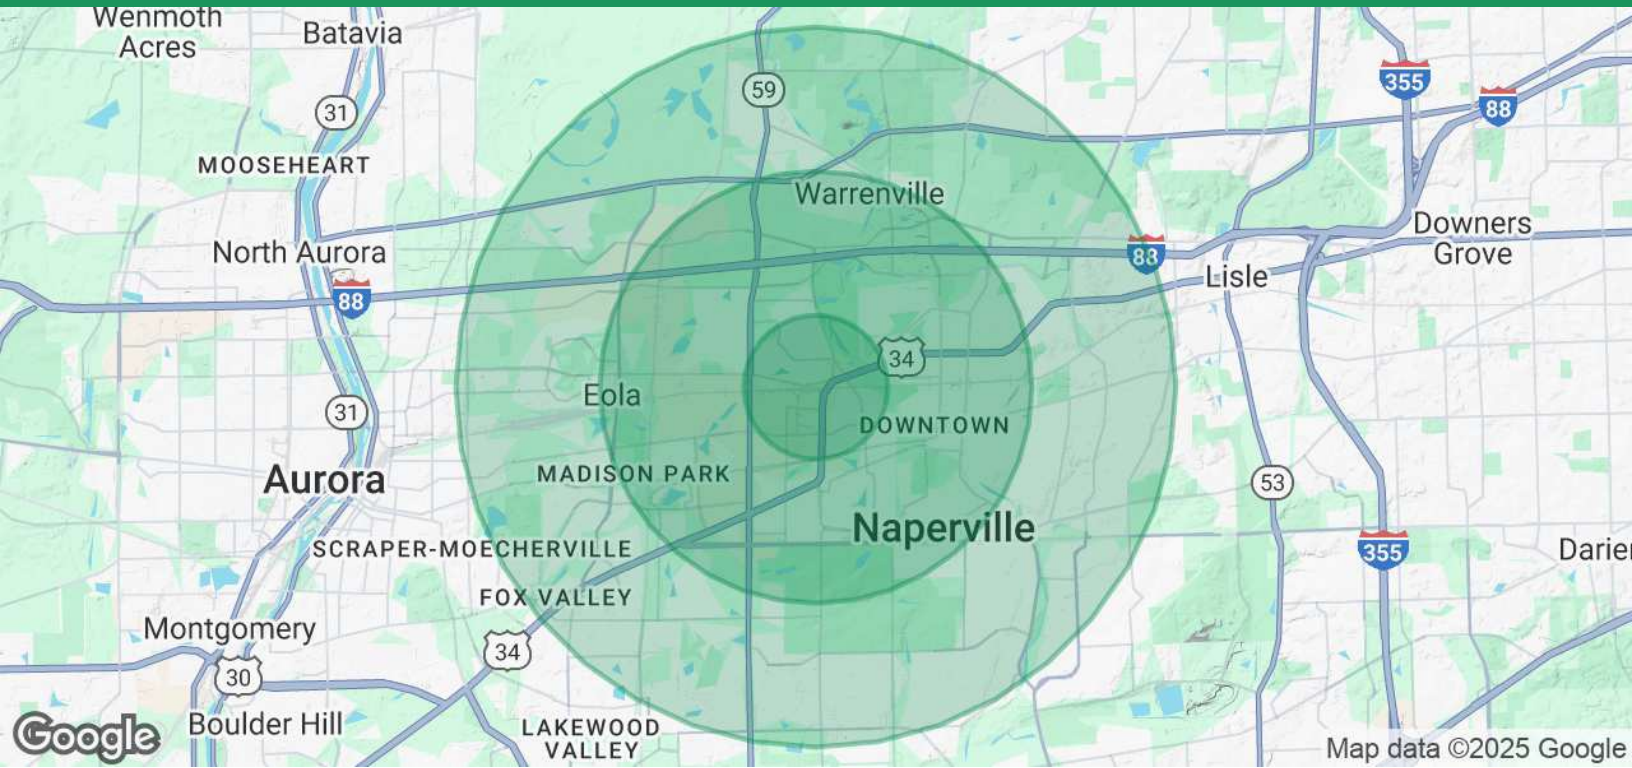 Wenmoth
Acres
Batavia
59
355
88
31
MOOSEHEART
Warrenville
North Aurora
88
Downers
Grove
88
Lisle
34
Eola
31
DOWNTOWN
MADISON PARK
Aurora
53
Naperville
SCRAPER-MOECHERVILLE
355
Darier
FOX VALLEY
Montgomery
34
30
Boulder Hill
LAKEWOOD
VALLEY
Google
Map data ©2025 Google